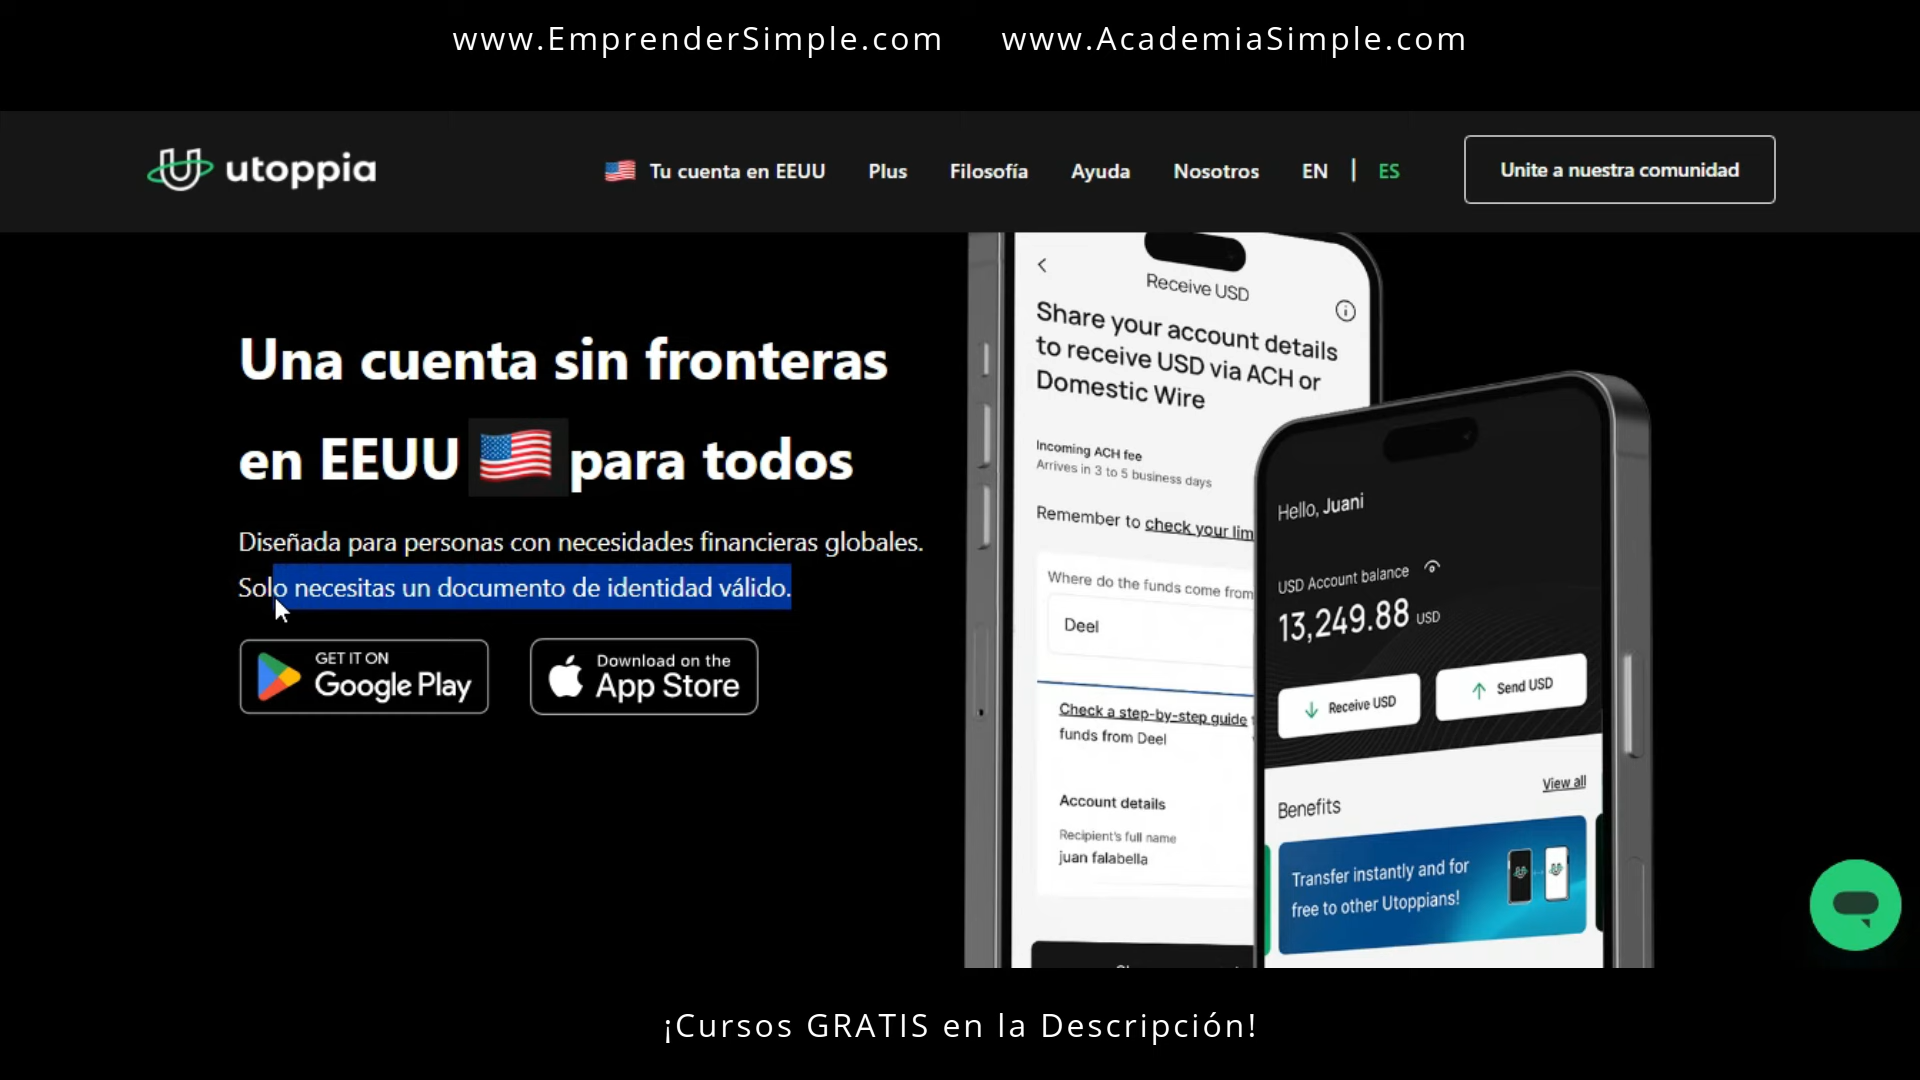 www.EmprenderSimple.com www.AcademiaSimple.com
utoppia
Tu cuenta en EEUU Plus Filosofía Ayuda Nosotros EN | ES Unite a nuestra comunidad
Una cuenta sin fronteras
en EEUU para todos
Diseñada para personas con necesidades financieras globales.
Solo necesitas un documento de identidad válido.
GET IT ON
Google Play
Download on the
App Store
Receive USD
Share your account details
to receive USD via ACH or
Domestic Wire
Incoming ACH fee
Arrives in 3 to 5 business days
Remember to check your lim
Where do the funds come from
Deel
Check a step-by-step guide
funds from Deel
Account details
Recipient's full name
juan falabella
Hello, Juani
USD Account balance
13,249.88 USD
Receive USD
Send USD
Benefits
View all
Transfer instantly and for
free to other Utoppians!
¡Cursos GRATIS en la Descripción!